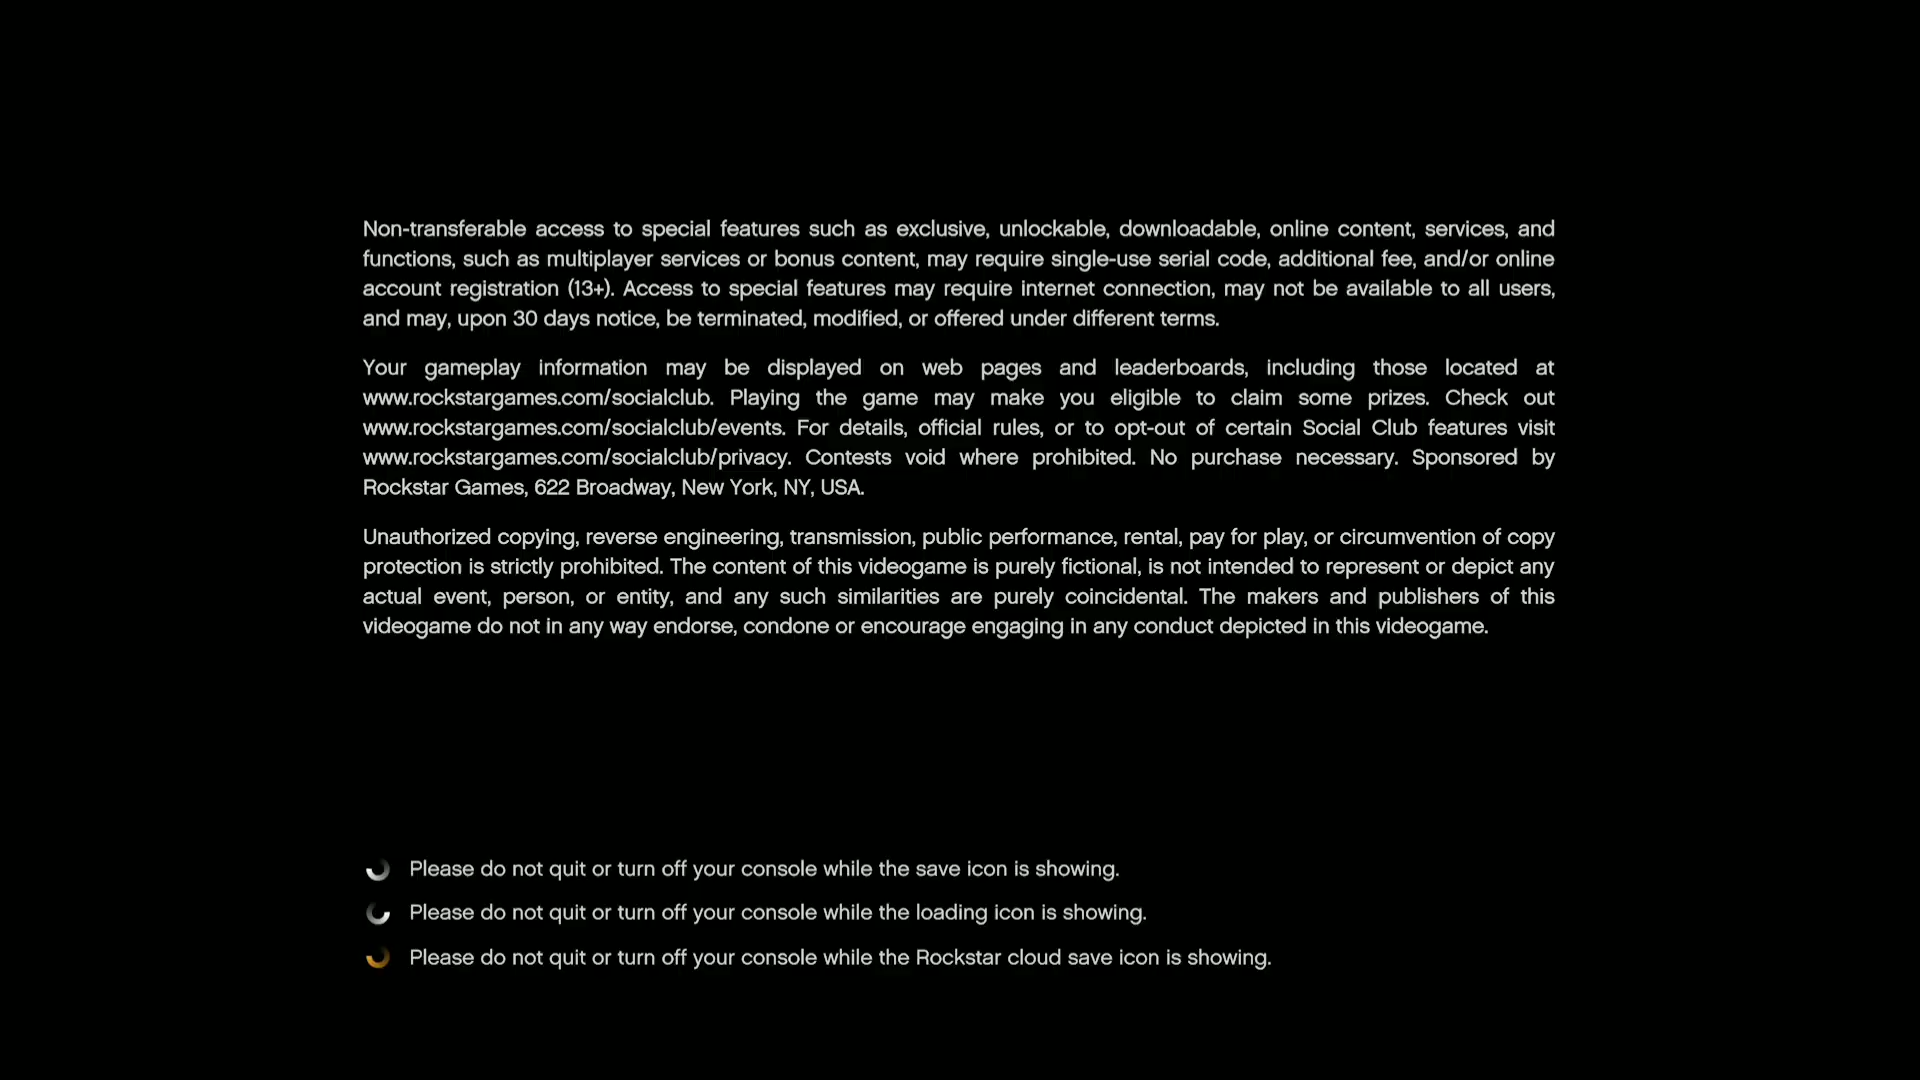 Non-transferable access to special features such as exclusive, unlockable, downloadable, online content, services, and
functions, such as multiplayer services or bonus content, may require single-use serial code, additional fee, and/or online
account registration (13+). Access to special features may require internet connection, may not be available to all users,
and may, upon 30 days notice, be terminated, modified, or offered under different terms.
Your gameplay information may be displayed on web pages and leaderboards, including those located at
www.rockstargames.com/socialclub. Playing the game may make you eligible to claim some prizes. Check out
www.rockstargames.com/socialclub/events. For details, official rules, or to opt-out of certain Social Club features visit
www.rockstargames.com/socialclub/privacy. Contests void where prohibited. No purchase necessary. Sponsored by
Rockstar Games, 622 Broadway, New York, NY, USA.
Unauthorized copying, reverse engineering, transmission, public performance, rental, pay for play, or circumvention of copy
protection is strictly prohibited. The content of this videogame is purely fictional, is not intended to represent or depict any
actual event, person, or entity, and any such similarities are purely coincidental. The makers and publishers of this
videogame do not in any way endorse, condone or encourage engaging in any conduct depicted in this videogame.
Please do not quit or turn off your console while the save icon is showing.
Please do not quit or turn off your console while the loading icon is showing.
Please do not quit or turn off your console while the Rockstar cloud save icon is showing.